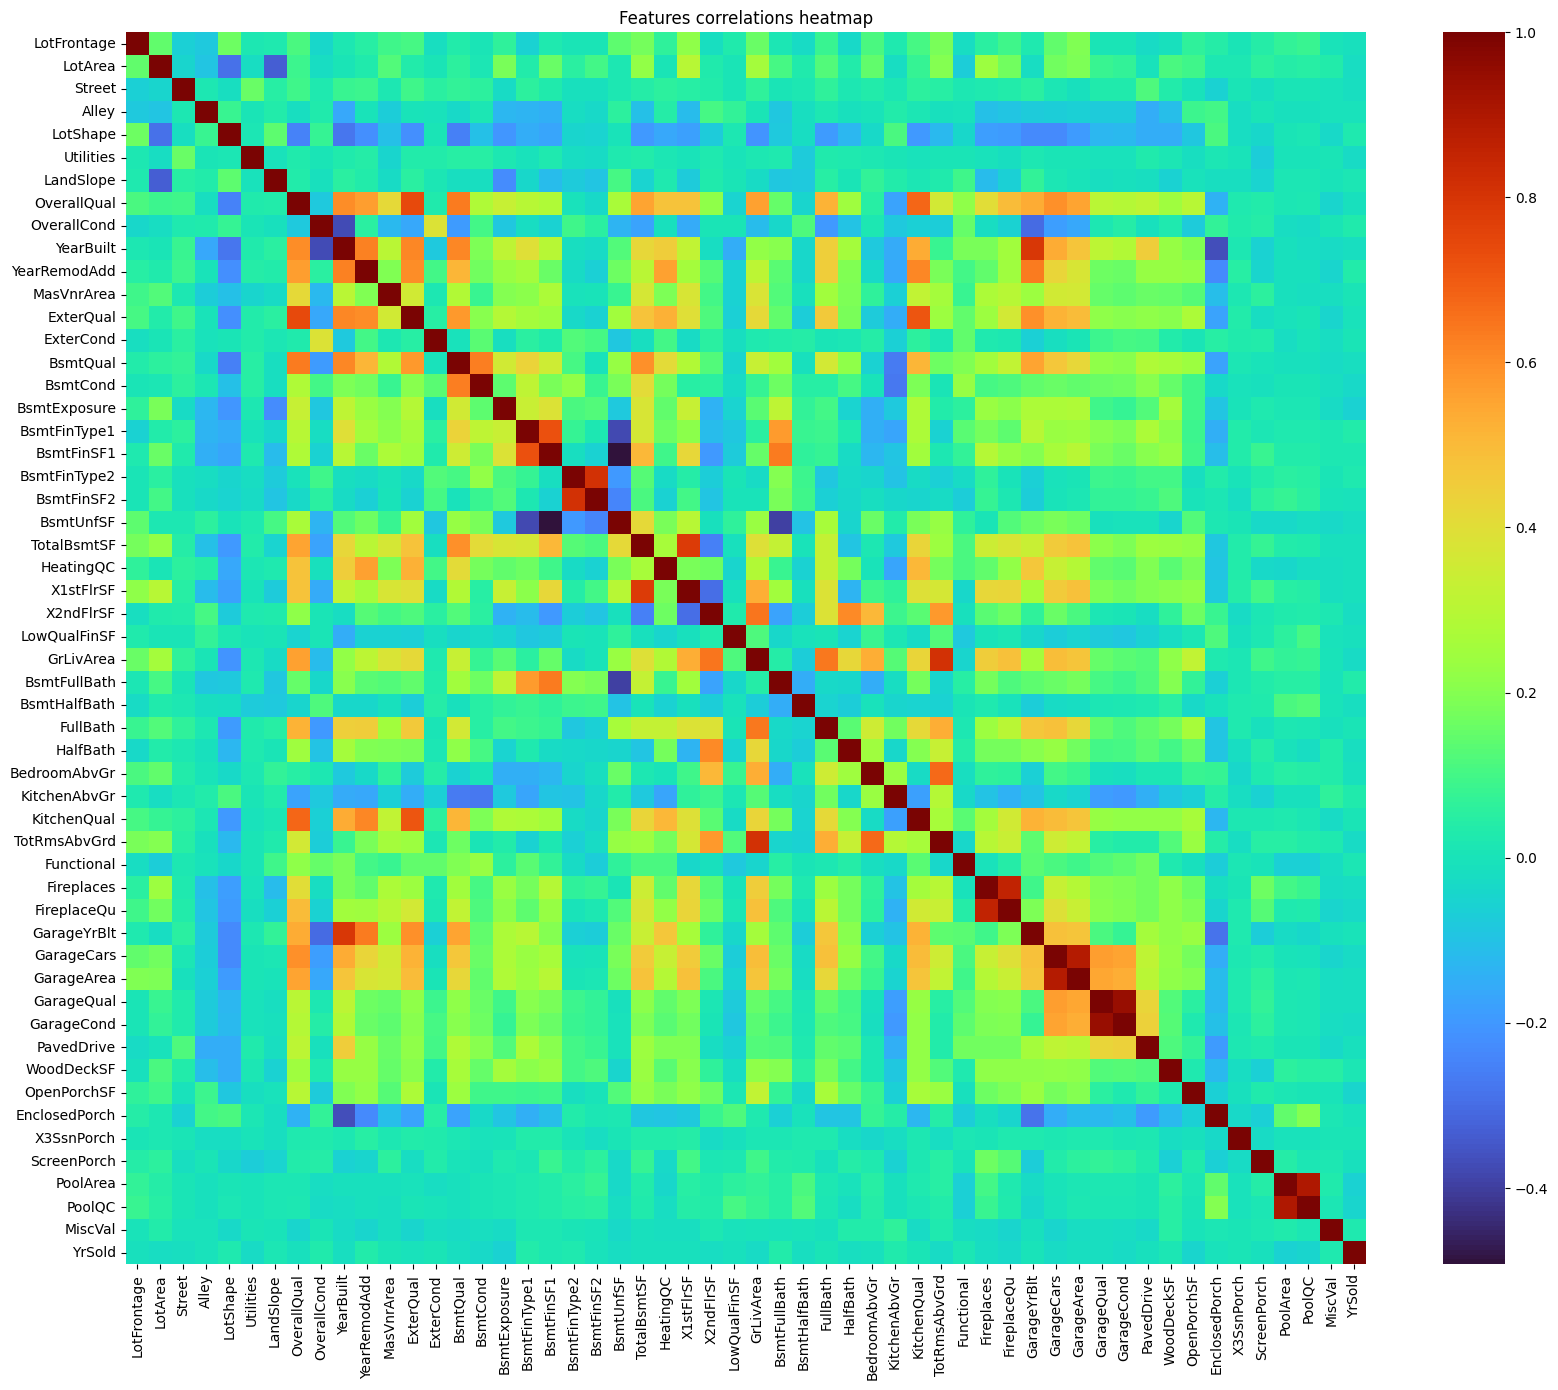 Features correlations heatmap
LotFrontage
LotArea
Street
Alley
LotShape
Utilities
LandSlope
OverallQual
OverallCond
YearBuilt
YearRemodAdd
MasVnrArea
ExterQual
ExterCond
BsmtQual
BsmtCond
BsmtExposure
BsmtFinType1
BsmtFinSF1
BsmtFinType2
BsmtFinSF2
BsmtUnfSF
TotalBsmtSF
HeatingQC
X1stFlrSF
X2ndFlrSF
LowQualFinSF
GrLivArea
BsmtFullBath
BsmtHalfBath
FullBath
HalfBath
BedroomAbvGr
KitchenAbvGr
KitchenQual
TotRmsAbvGrd
Functional
Fireplaces
FireplaceQu
GarageYrBlt
GarageCars
GarageArea
GarageQual
GarageCond
PavedDrive
WoodDeckSF
OpenPorchSF
EnclosedPorch
X3SsnPorch
ScreenPorch
PoolArea
PoolQC
MiscVal
YrSold
LotFrontage
LotArea
Street
Alley
LotShape
Utilities
LandSlope
OverallQual
OverallCond
YearBuilt
YearRemodAdd
MasVnrArea
ExterQual
ExterCond
BsmtQual
BsmtCond
BsmtExposure
BsmtFinType1
BsmtFinSF1
BsmtFinType2
BsmtFinSF2
BsmtUnfSF
TotalBsmtSF
HeatingQC
X1stFlrSF
X2ndFlrSF
LowQualFinSF
GrLivArea
BsmtFullBath
BsmtHalfBath
FullBath
HalfBath
BedroomAbvGr
KitchenAbvGr
KitchenQual
TotRmsAbvGrd
Functional
Fireplaces
FireplaceQu
GarageYrBlt
GarageCars
GarageArea
GarageQual
GarageCond
PavedDrive
WoodDeckSF
OpenPorchSF
EnclosedPorch
X3SsnPorch
ScreenPorch
PoolArea
PoolQC
MiscVal
YrSold
1.0
0.8
0.6
0.4
0.2
0.0
−0.2
−0.4